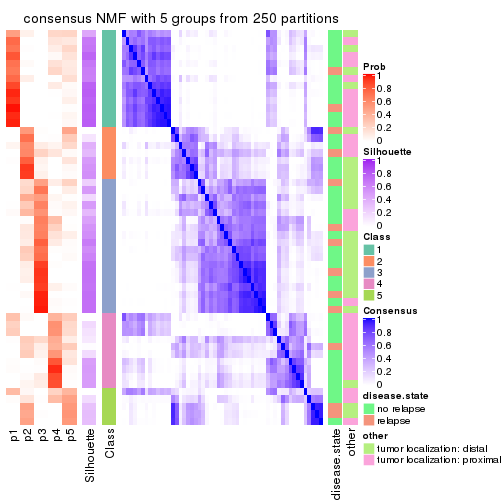 consensus NMF with 5 groups from 250 partitions
Prob
1
0.8
0.6
0.4
0.2
0
Silhouette
1
0.8
0.6
0.4
0.2
0
Class
1
2
3
4
5
Consensus
1
0.8
0.6
0.4
0.2
0
disease.state
no relapse
relapse
other
tumor localization: distal
tumor localization: proximal
p1
p2
p3
p4
p5
Silhouette
Class
disease.state
other